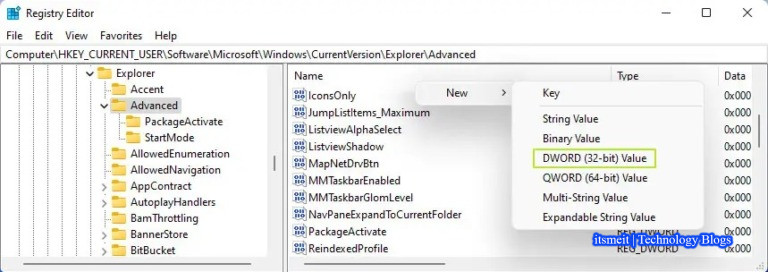 Registry Editor
File Edit View Favorites Help
Computer\HKEY_CURRENT_USER\Software\Microsoft\Windows\CurrentVersion\Explorer\Advanced
Explorer
Accent
Advanced
PackageActivate
StartMode
AllowedEnumeration
AllowedNavigation
AppContract
AutoplayHandlers
BamThrottling
BannerStore
BitBucket
Name Type Data
IconsOnly 0x000
JumpListItems_Maximum 0x000
ListviewAlphaSelect 0x000
ListviewShadow 0x000
MapNetDrvBtn 0x000
MMTaskbarEnabled 0x000
MMTaskbarGlomLevel 0x000
NavPaneExpandToCurrentFolder 0x000
PackageActivate REG_DWORD 0x000
ReindexedProfile REG_DWORD 0x000
New
Key
String Value
Binary Value
DWORD (32-bit) Value
QWORD (64-bit) Value
Multi-String Value
Expandable String Value
itsmeit | Technology Blogs